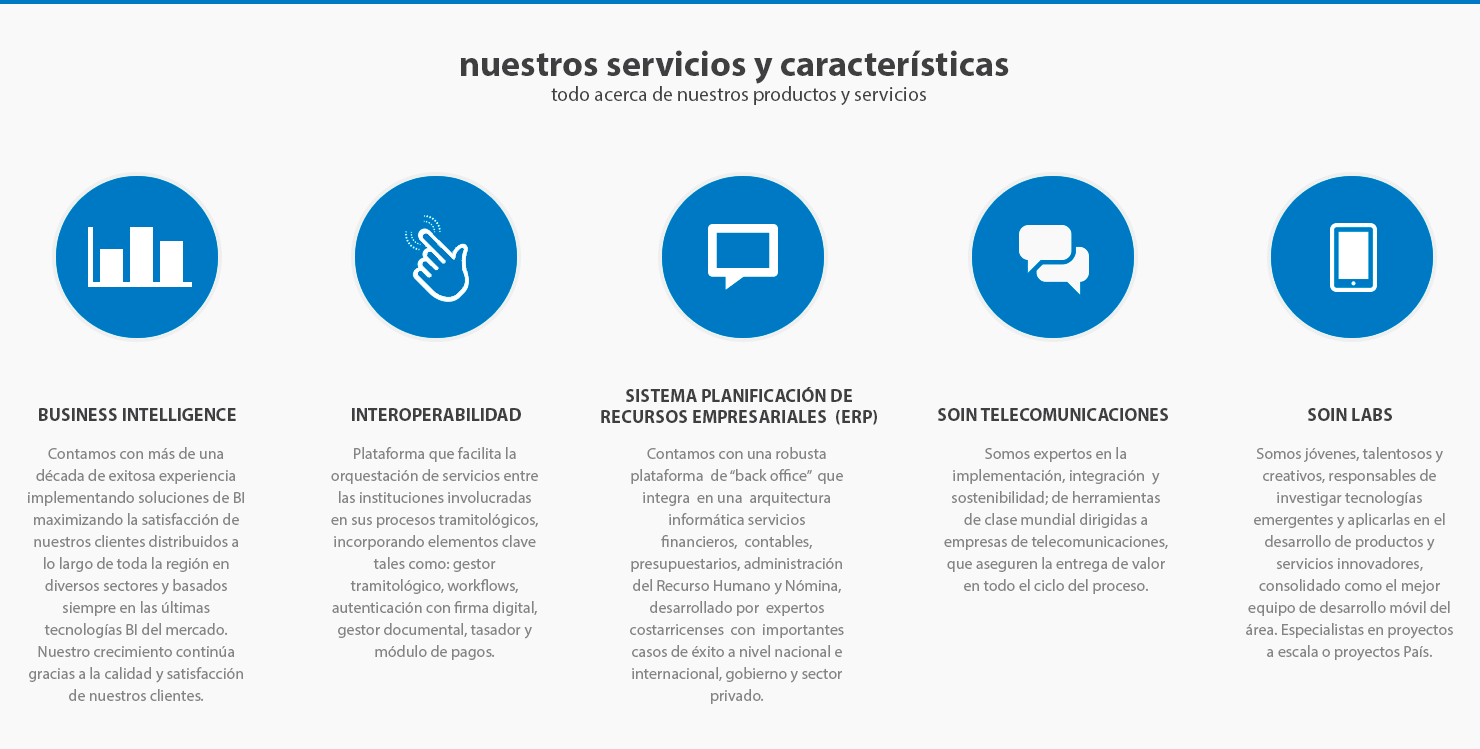 nuestros servicios y características
todo acerca de nuestros productos y servicios
BUSINESS INTELLIGENCE
Contamos con más de una
década de exitosa experiencia
implementando soluciones de BI
maximizando la satisfacción de
nuestros clientes distribuidos a
lo largo de toda la región en
diversos sectores y basados
siempre en las últimas
tecnologías BI del mercado.
Nuestro crecimiento continúa
gracias a la calidad y satisfacción
de nuestros clientes.
INTEROPERABILIDAD
Plataforma que facilita la
orquestación de servicios entre
las instituciones involucradas
en sus procesos tramitológicos,
incorporando elementos clave
tales como: gestor
tramitológico, workflows,
autenticación con firma digital,
gestor documental, tasador y
módulo de pagos.
SISTEMA PLANIFICACIÓN DE
RECURSOS EMPRESARIALES (ERP)
Contamos con una robusta
plataforma de “back office” que
integra en una arquitectura
informática servicios
financieros, contables,
presupuestarios, administración
del Recurso Humano y Nómina,
desarrollado por expertos
costarricenses con importantes
casos de éxito a nivel nacional e
internacional, gobierno y sector
privado.
SOIN TELECOMUNICACIONES
Somos expertos en la
implementación, integración y
sostenibilidad; de herramientas
de clase mundial dirigidas a
empresas de telecomunicaciones,
que aseguren la entrega de valor
en todo el ciclo del proceso.
SOIN LABS
Somos jóvenes, talentosos y
creativos, responsables de
investigar tecnologías
emergentes y aplicarlas en el
desarrollo de productos y
servicios innovadores,
consolidado como el mejor
equipo de desarrollo móvil del
área. Especialistas en proyectos
a escala o proyectos País.